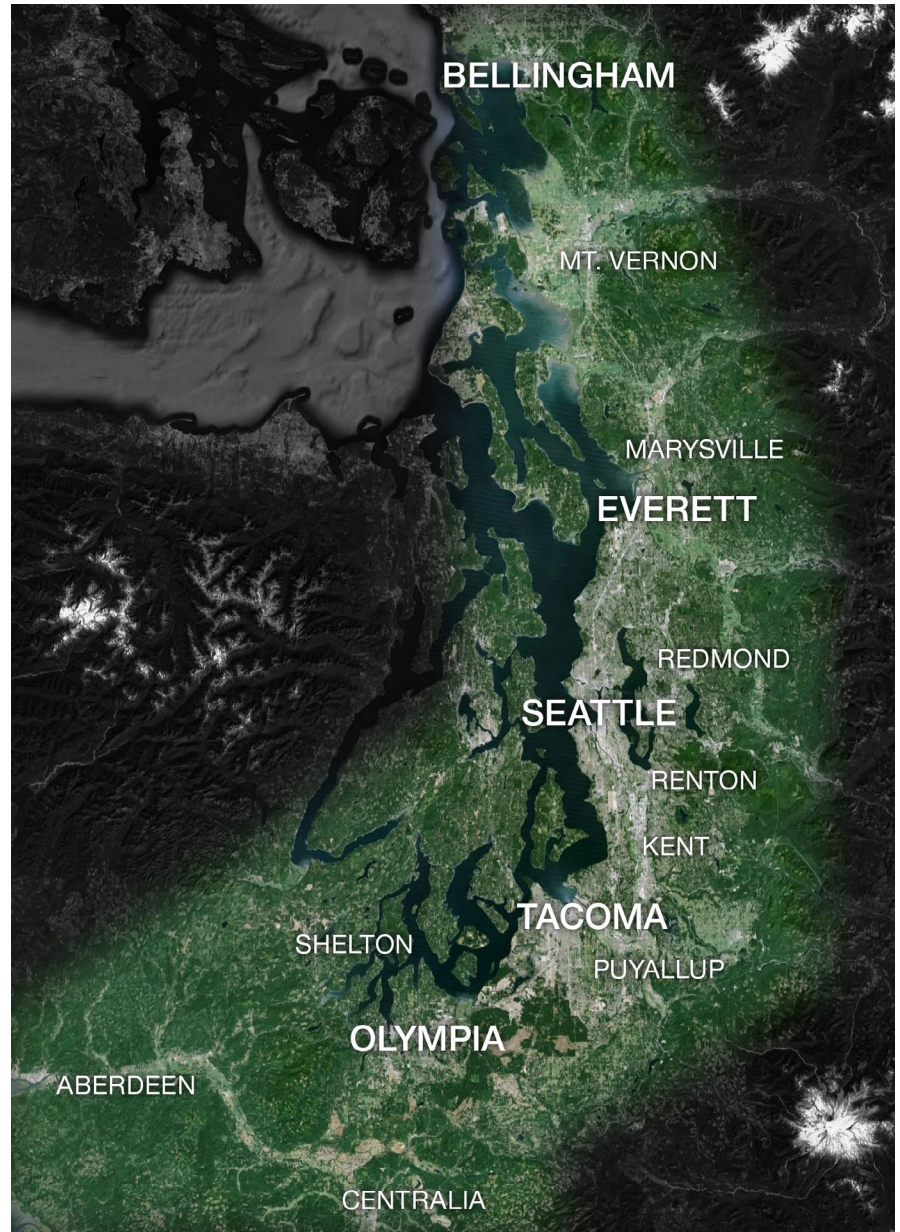 BELLINGHAM
MT. VERNON
MARYSVILLE
EVERETT
REDMOND
SEATTLE
RENTON
KENT
TACOMA
SHELTON
PUYALLUP
OLYMPIA
ABERDEEN
CENTRALIA